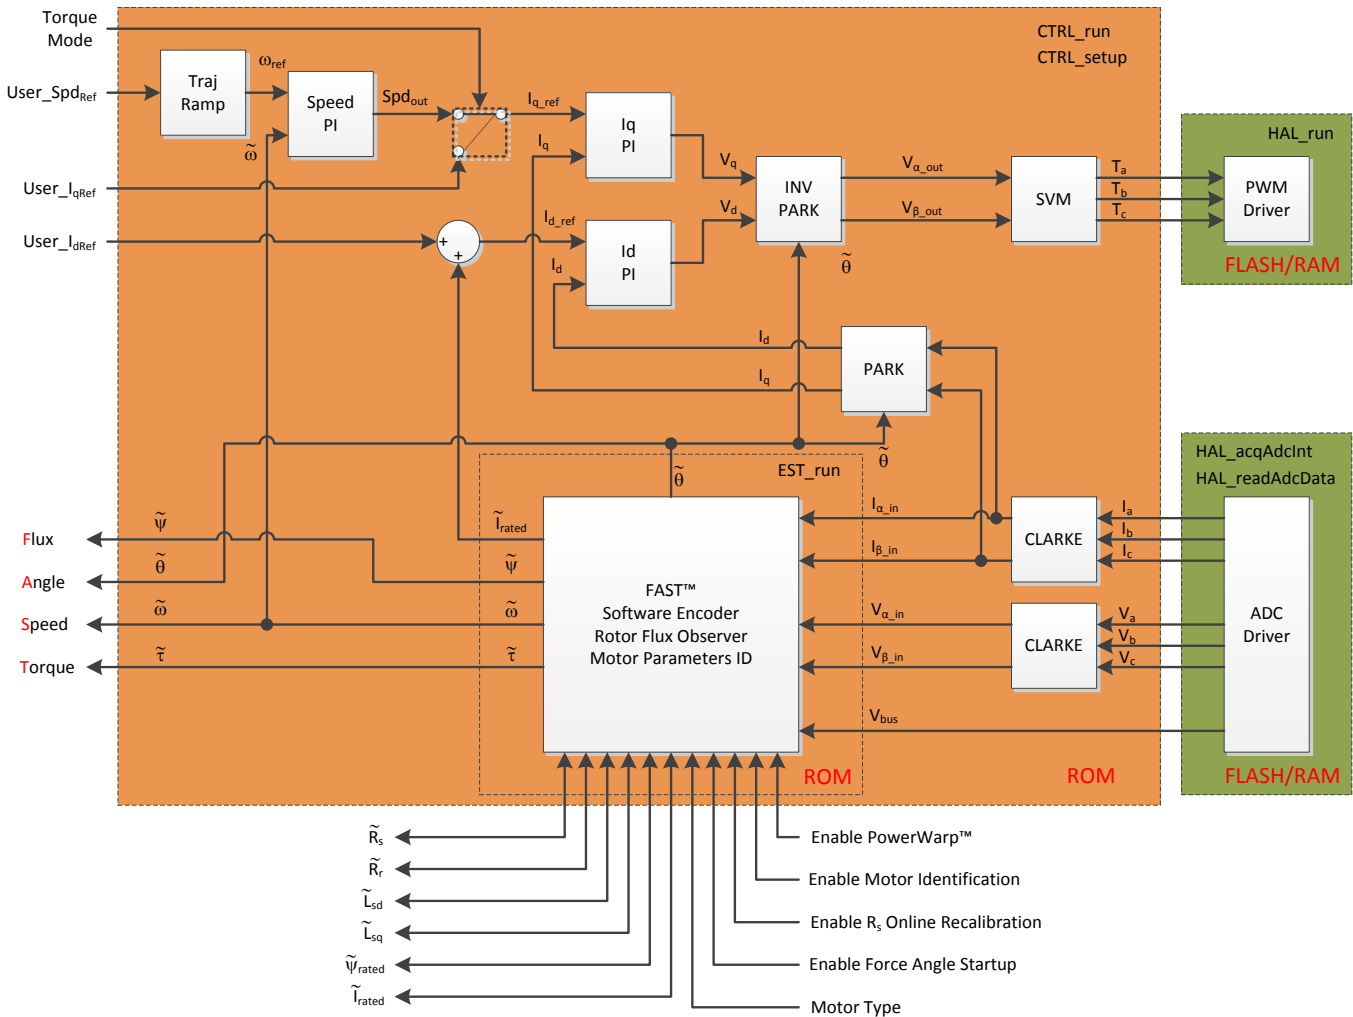 Torque
Mode
CTRL_run
CTRL_setup
User_SpdRef
Traj
Ramp
ωref
Speed
PI
Spdout
Iq_ref
Iq
Iq
PI
Vq
Vd
INV
PARK
Vα_out
Vβ_out
SVM
Ta
Tb
Tc
HAL_run
PWM
Driver
FLASH/RAM
ω̃
User_IqRef
User_IdRef
+
+
Id_ref
Id
Id
PI
θ̃
Id
Iq
PARK
θ̃
θ̃
EST_run
HAL_acqAdcInt
HAL_readAdcData
Ĩrated
ψ̃
ω̃
τ̃
FAST™
Software Encoder
Rotor Flux Observer
Motor Parameters ID
Iα_in
Iβ_in
Vα_in
Vβ_in
Vbus
CLARKE
CLARKE
Ia
Ib
Ic
Va
Vb
Vc
ADC
Driver
Flux
ψ̃
Angle
θ̃
Speed
ω̃
Torque
τ̃
ROM
ROM
FLASH/RAM
R̃s
R̃r
L̃sd
L̃sq
ψ̃rated
Ĩrated
Enable PowerWarp™
Enable Motor Identification
Enable Rs Online Recalibration
Enable Force Angle Startup
Motor Type